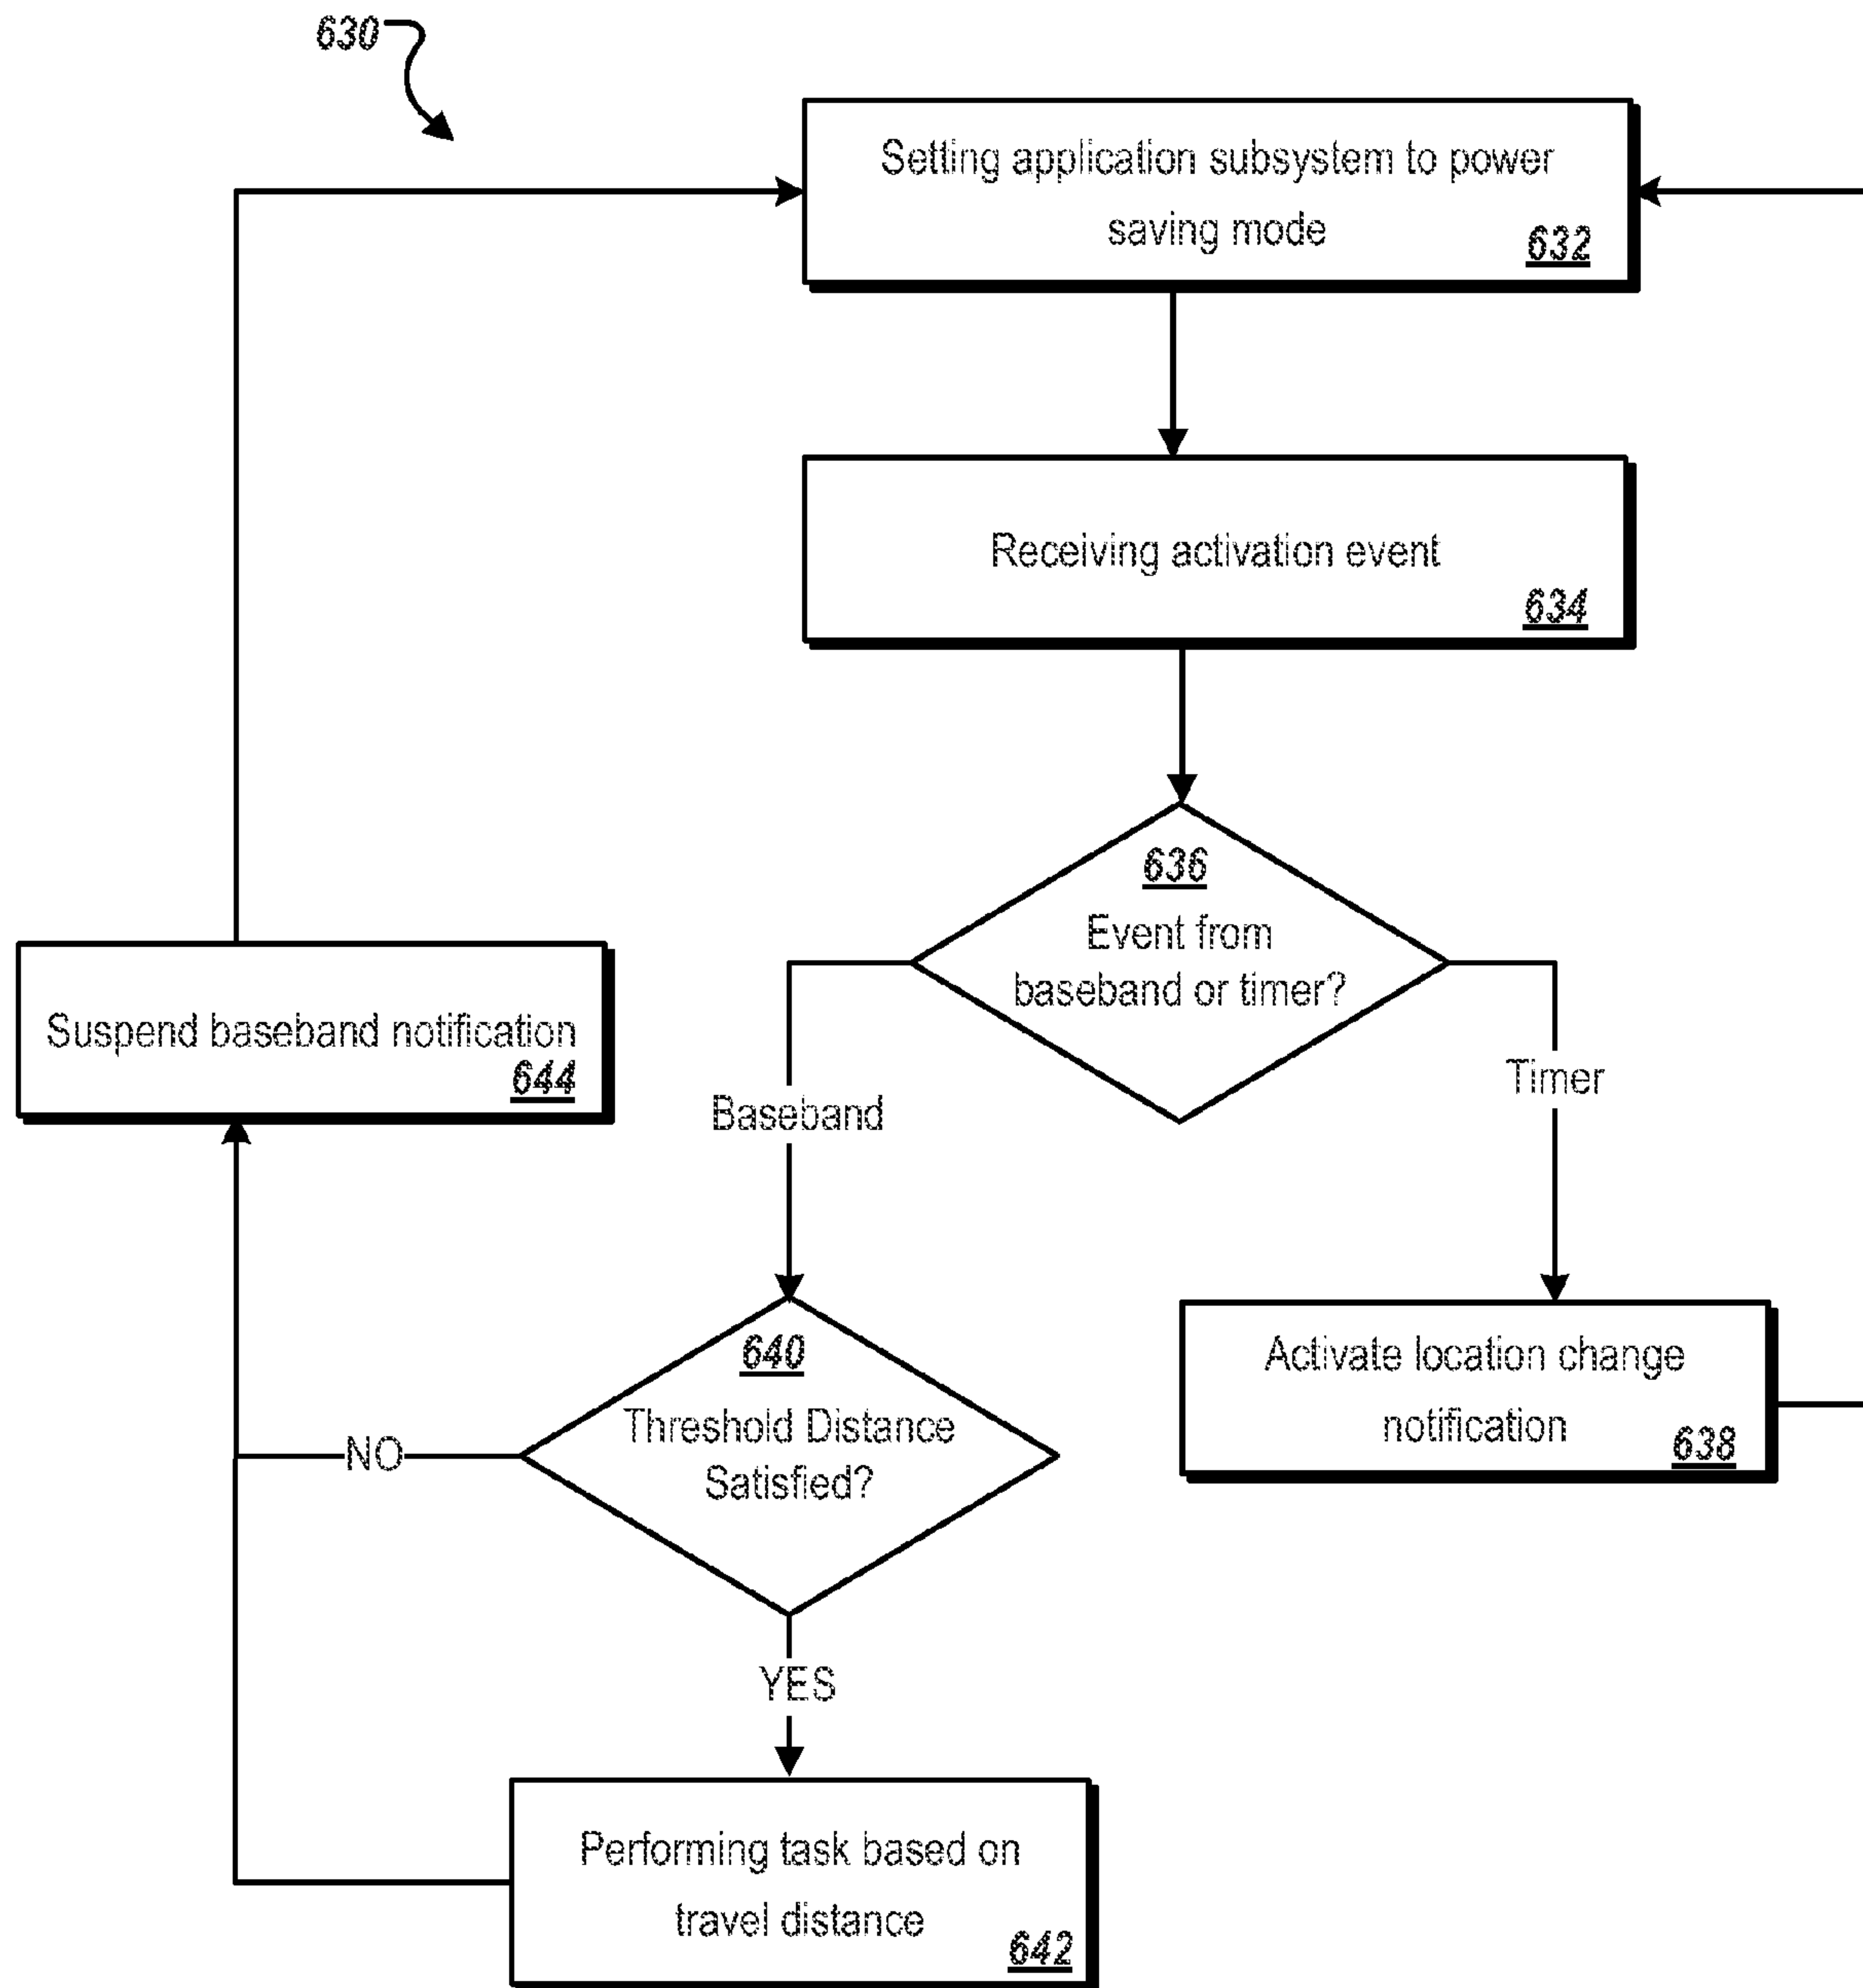 630
Setting application subsystem to power
saving mode
632
Receiving activation event
634
636
Event from
baseband or timer?
Suspend baseband notification
644
Baseband
Timer
640
Threshold Distance
Satisfied?
NO
Activate location change
notification
638
YES
Performing task based on
travel distance
642